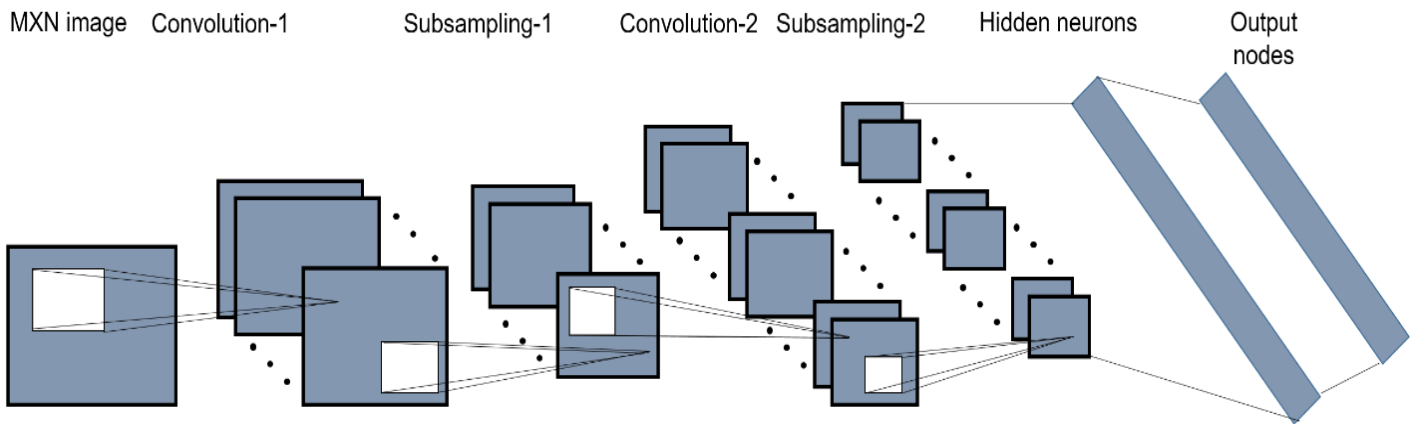 MXN image
Convolution-1
Subsampling-1
Convolution-2
Subsampling-2
Hidden neurons
Output
nodes